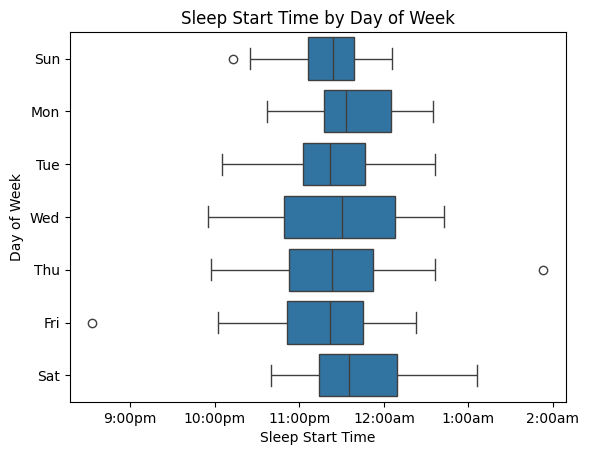 Sleep Start Time by Day of Week
Day of Week
Sun
Mon
Tue
Wed
Thu
Fri
Sat
9:00pm 10:00pm 11:00pm 12:00am 1:00am 2:00am
Sleep Start Time